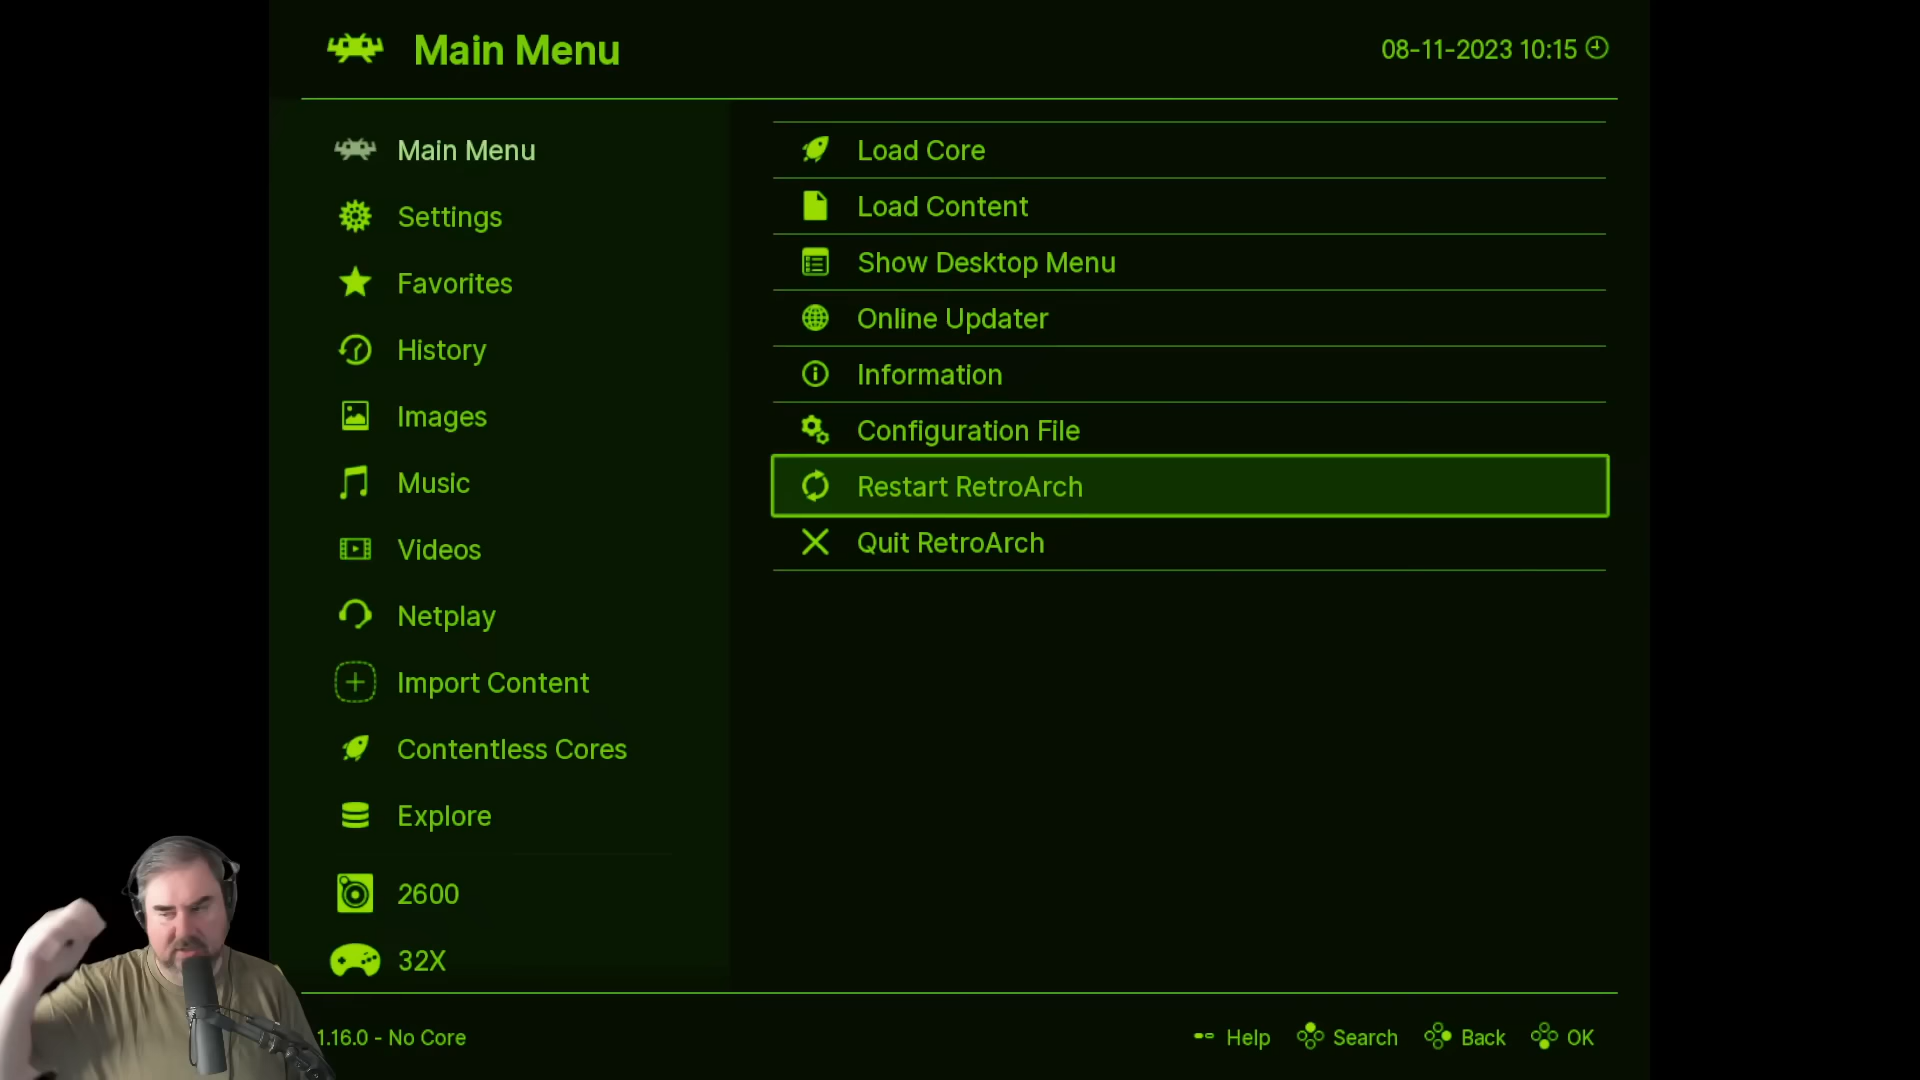 Main Menu
08-11-2023 10:15
Main Menu
Settings
Favorites
History
Images
Music
Videos
Netplay
Import Content
Contentless Cores
Explore
2600
32X
Load Core
Load Content
Show Desktop Menu
Online Updater
Information
Configuration File
Restart RetroArch
Quit RetroArch
1.16.0 - No Core
Help
Search
Back
OK